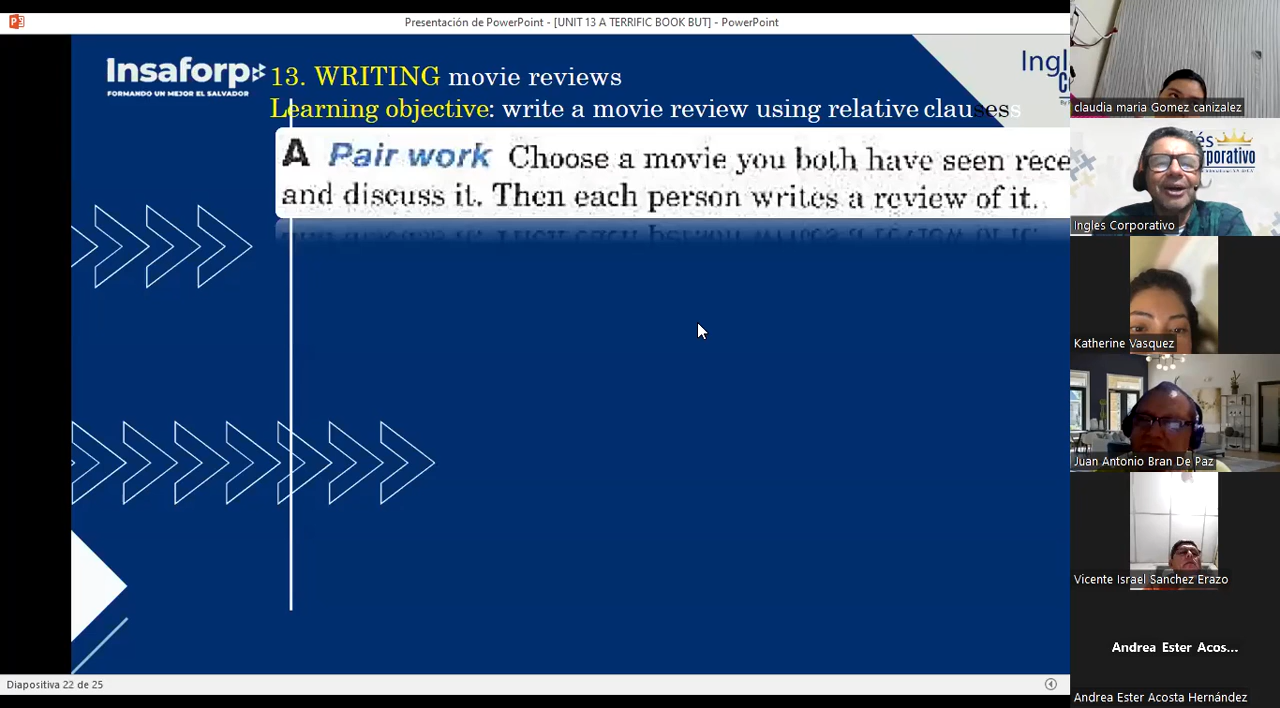 Presentación de PowerPoint - [UNIT 13 A TERRIFIC BOOK BUT] - PowerPoint
Insaforp
FORMANDO UN MEJOR EL SALVADOR
13. WRITING movie reviews
Learning objective: write a movie review using relative clauses
A Pair work Choose a movie you both have seen rece
and discuss it. Then each person writes a review of it.
Diapositiva 22 de 25
claudia maria Gomez canizalez
és
rporativo
Ingles Corporativo
Katherine Vasquez
Juan Antonio Bran De Paz
Vicente Israel Sanchez Erazo
Andrea Ester Acos...
Andrea Ester Acosta Hernández